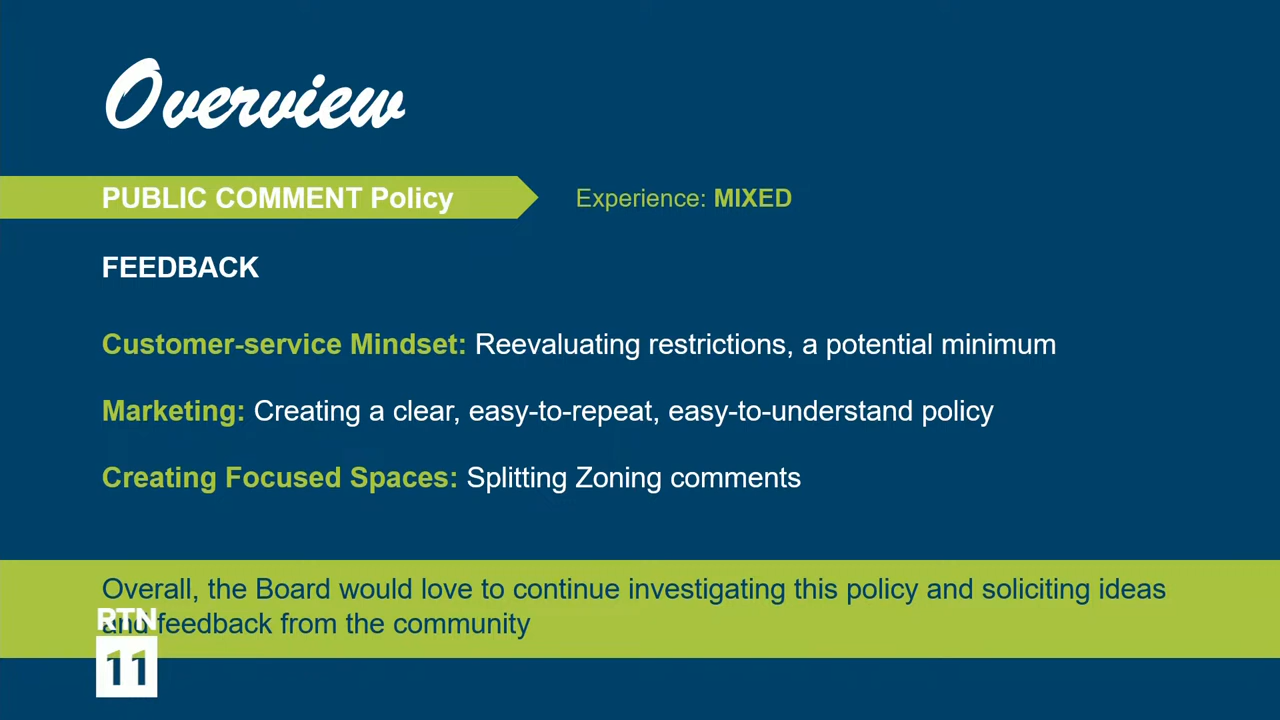 Overview
PUBLIC COMMENT Policy
Experience: MIXED
FEEDBACK
Customer-service Mindset: Reevaluating restrictions, a potential minimum
Marketing: Creating a clear, easy-to-repeat, easy-to-understand policy
Creating Focused Spaces: Splitting Zoning comments
Overall, the Board would love to continue investigating this policy and soliciting ideas
and feedback from the community
RTN
11